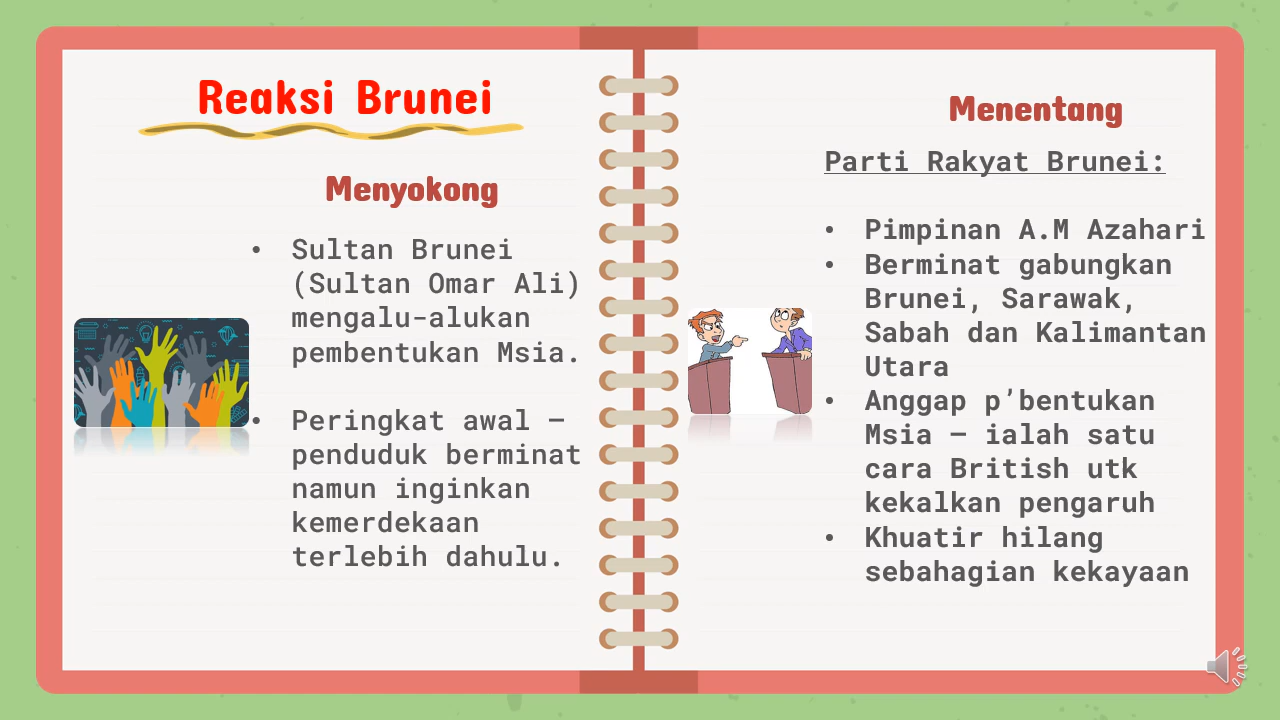 Reaksi Brunei
Menyokong
• Sultan Brunei
(Sultan Omar Ali)
mengalu-alukan
pembentukan Msia.
• Peringkat awal –
penduduk berminat
namun inginkan
kemerdekaan
terlebih dahulu.
Menentang
Parti Rakyat Brunei:
• Pimpinan A.M Azahari
• Berminat gabungkan
Brunei, Sarawak,
Sabah dan Kalimantan
Utara
• Anggap p’bentukan
Msia – ialah satu
cara British utk
kekalkan pengaruh
• Khuatir hilang
sebahagian kekayaan